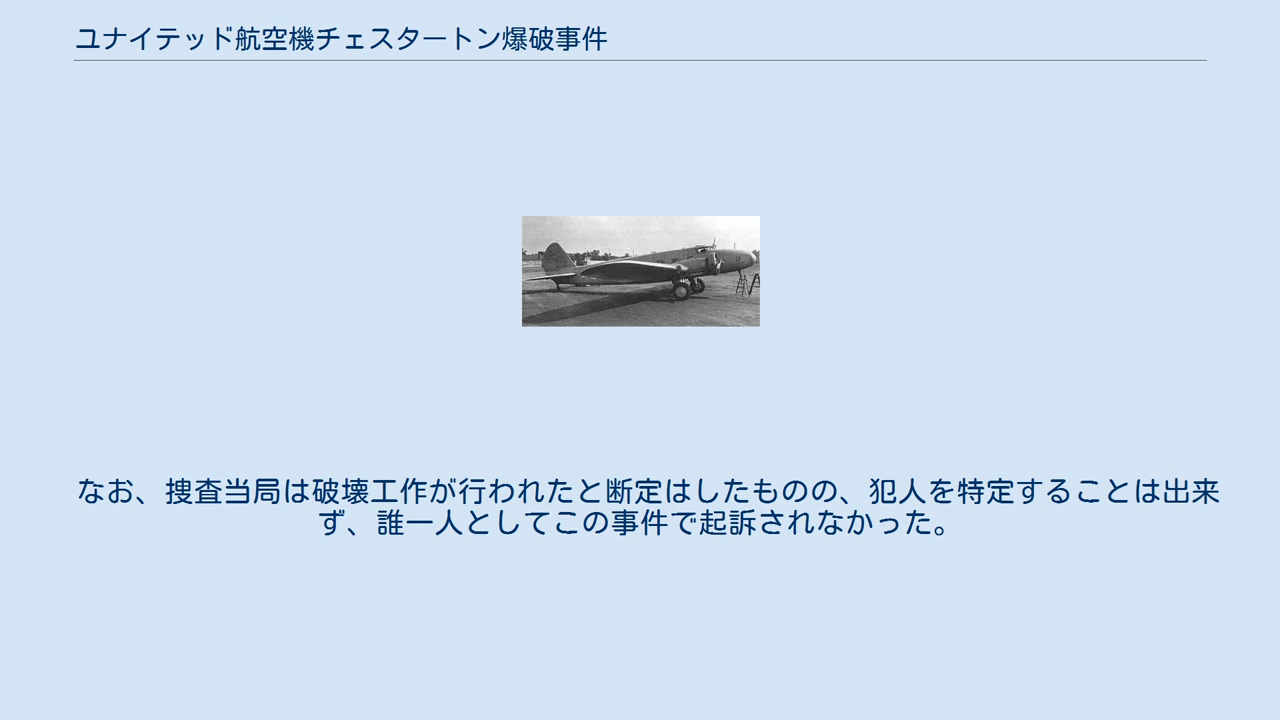 ユナイテッド航空機チェスタートン爆破事件
なお、捜査当局は破壊工作が行われたと断定はしたものの、犯人を特定することは出来
ず、誰一人としてこの事件で起訴されなかった。